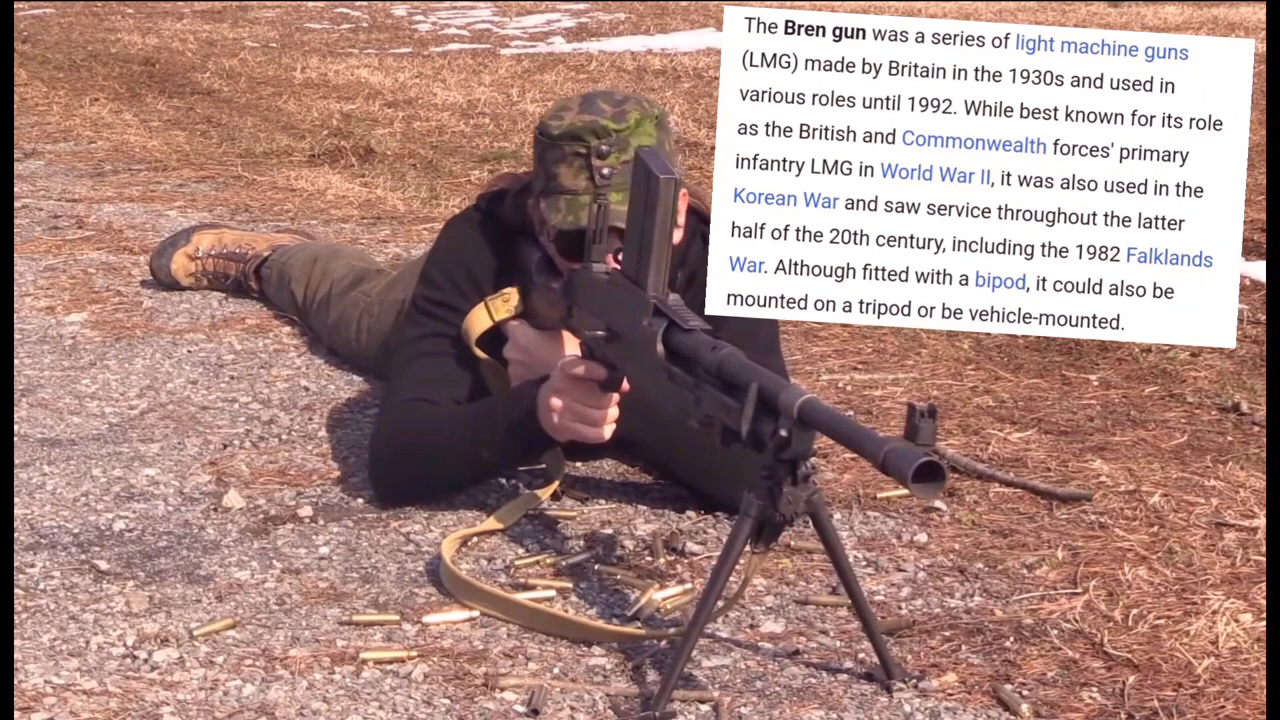 The Bren gun was a series of light machine guns
(LMG) made by Britain in the 1930s and used in
various roles until 1992. While best known for its role
as the British and Commonwealth forces' primary
infantry LMG in World War II, it was also used in the
Korean War and saw service throughout the latter
half of the 20th century, including the 1982 Falklands
War. Although fitted with a bipod, it could also be
mounted on a tripod or be vehicle-mounted.